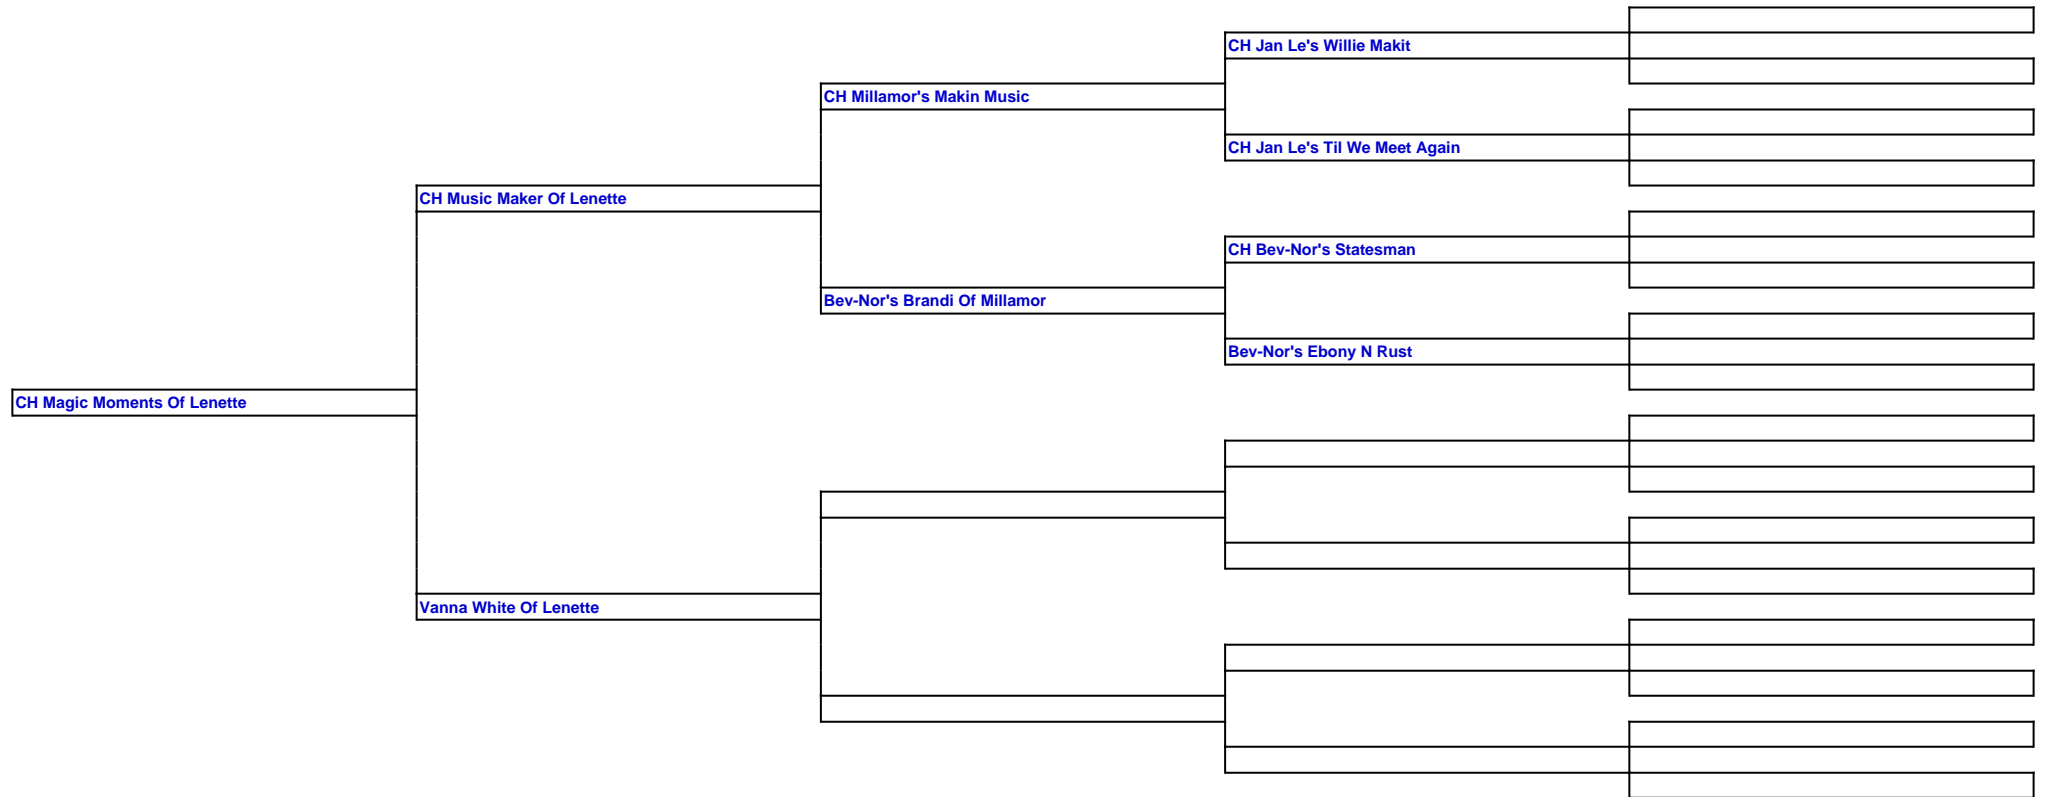 CH Jan Le's Willie Makit
CH Millamor's Makin Music
CH Jan Le's Til We Meet Again
CH Music Maker Of Lenette
CH Bev-Nor's Statesman
Bev-Nor's Brandi Of Millamor
Bev-Nor's Ebony N Rust
CH Magic Moments Of Lenette
Vanna White Of Lenette